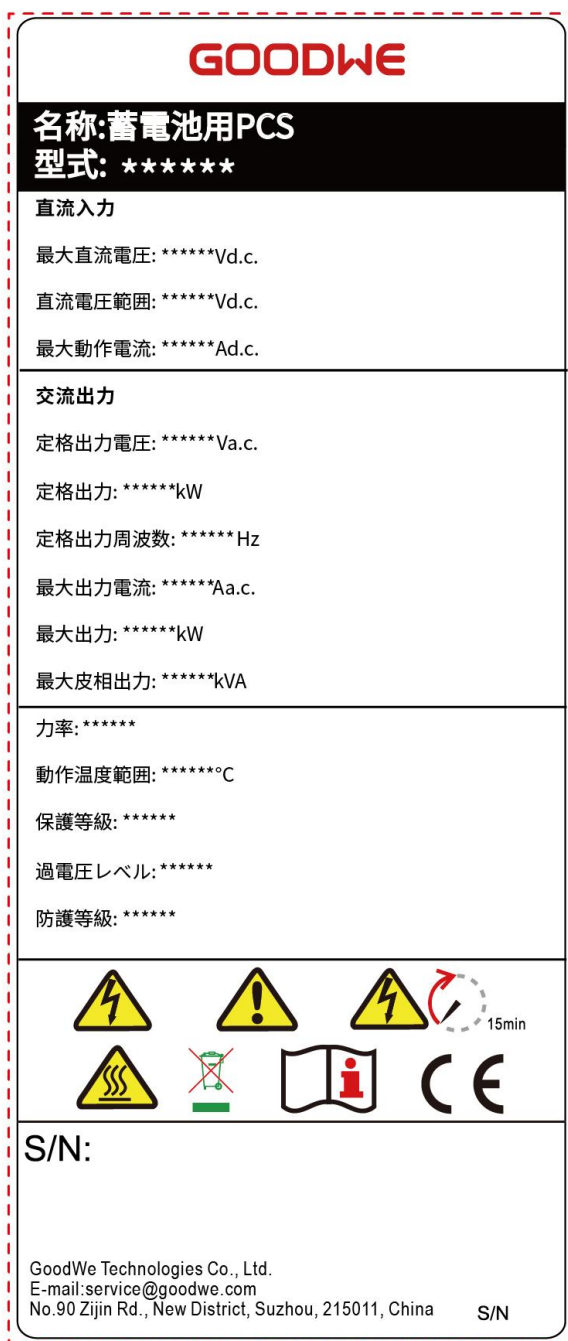 GOODWE
名称:蓄電池用PCS
型式: ******
直流入力
最大直流電圧: ******Vd.c.
直流電圧範囲: ******Vd.c.
最大動作電流: ******Ad.c.
交流出力
定格出力電圧: ******Va.c.
定格出力: ******kW
定格出力周波数: ******Hz
最大出力電流: ******Aa.c.
最大出力: ******kW
最大皮相出力: ******kVA
力率: ******
動作温度範囲: ******°C
保護等級: ******
過電圧レベル: ******
防護等級: ******
15min
CE
S/N:
GoodWe Technologies Co., Ltd.
E-mail:service@goodwe.com
No.90 Zijin Rd., New District, Suzhou, 215011, China
S/N